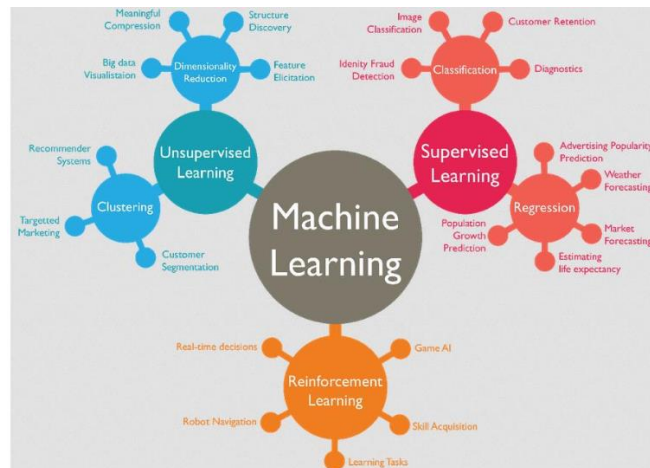 Meaningful
Compression
Structure
Discovery
Big data
Visualisation
Dimensionality
Reduction
Feature
Elicitation
Unsupervised
Learning
Recommender
Systems
Clustering
Targetted
Marketing
Customer
Segmentation
Machine
Learning
Image
Classification
Customer Retention
Idenity Fraud
Detection
Classification
Diagnostics
Supervised
Learning
Advertising Popularity
Prediction
Weather
Forecasting
Regression
Population
Growth
Prediction
Market
Forecasting
Estimating
life expectancy
Real-time decisions
Game AI
Reinforcement
Learning
Robot Navigation
Skill Acquisition
Learning Tasks